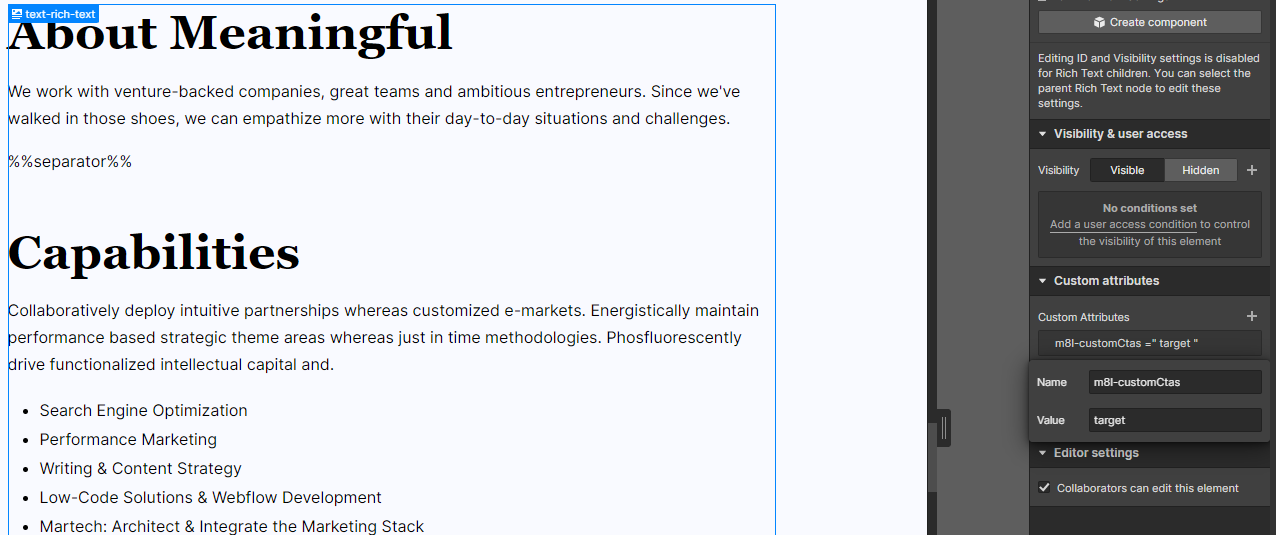 text-rich-text
About Meaningful
We work with venture-backed companies, great teams and ambitious entrepreneurs. Since we've
walked in those shoes, we can empathize more with their day-to-day situations and challenges.
%%separator%%
Capabilities
Collaboratively deploy intuitive partnerships whereas customized e-markets. Energistically maintain
performance based strategic theme areas whereas just in time methodologies. Phosfluorescently
drive functionalized intellectual capital and.
• Search Engine Optimization
• Performance Marketing
• Writing & Content Strategy
• Low-Code Solutions & Webflow Development
• Martech: Architect & Integrate the Marketing Stack
Create component
Editing ID and Visibility settings is disabled
for Rich Text children. You can select the
parent Rich Text node to edit these
settings.
Visibility & user access
Visibility Visible Hidden
No conditions set
Add a user access condition to control
the visibility of this element
Custom attributes
Custom Attributes
m8l-customCtas =" target "
Name m8l-customCtas
Value target
Editor settings
Collaborators can edit this element